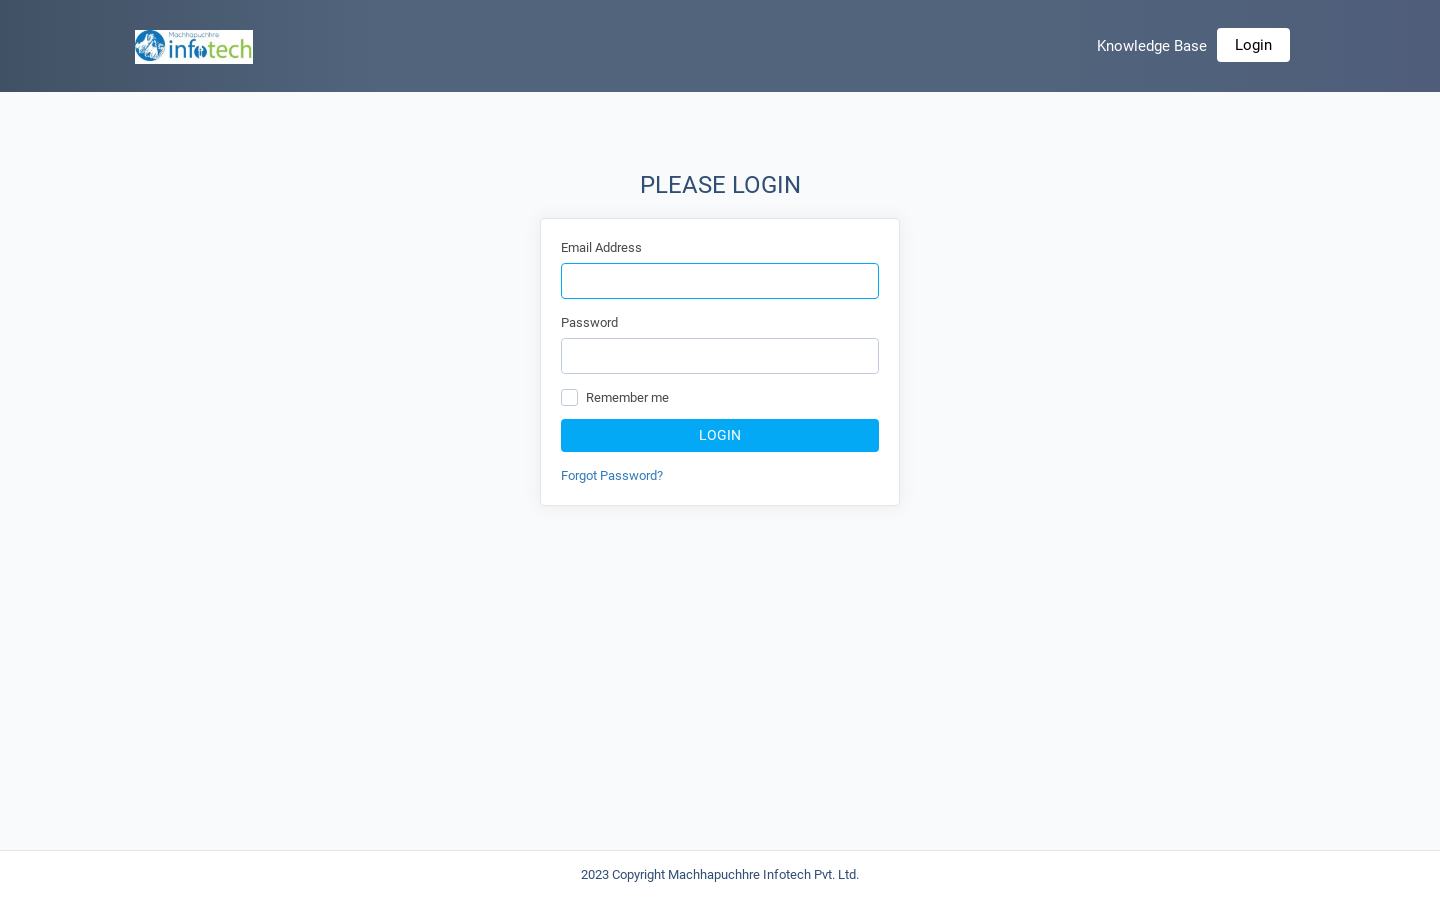 Machhapuchhre
infotech
Knowledge Base
Login
PLEASE LOGIN
Email Address
Password
Remember me
LOGIN
Forgot Password?
2023 Copyright Machhapuchhre Infotech Pvt. Ltd.